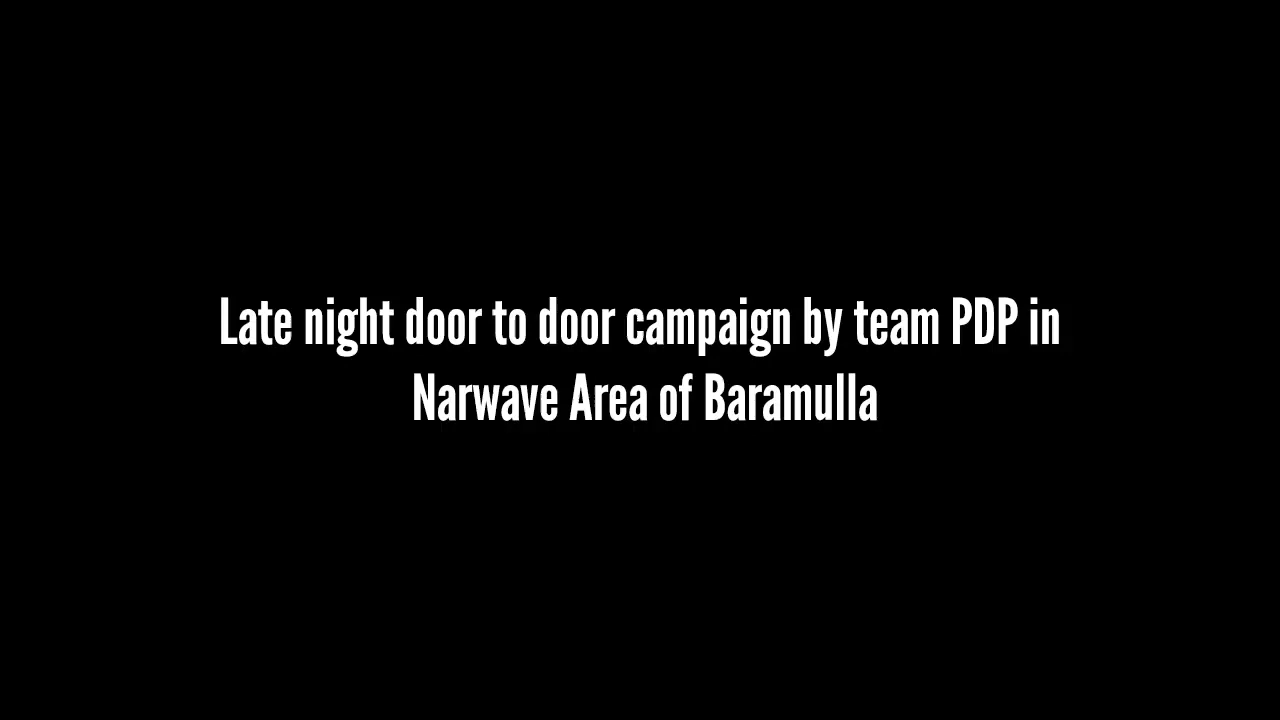 Late night door to door campaign by team PDP in
Narwave Area of Baramulla